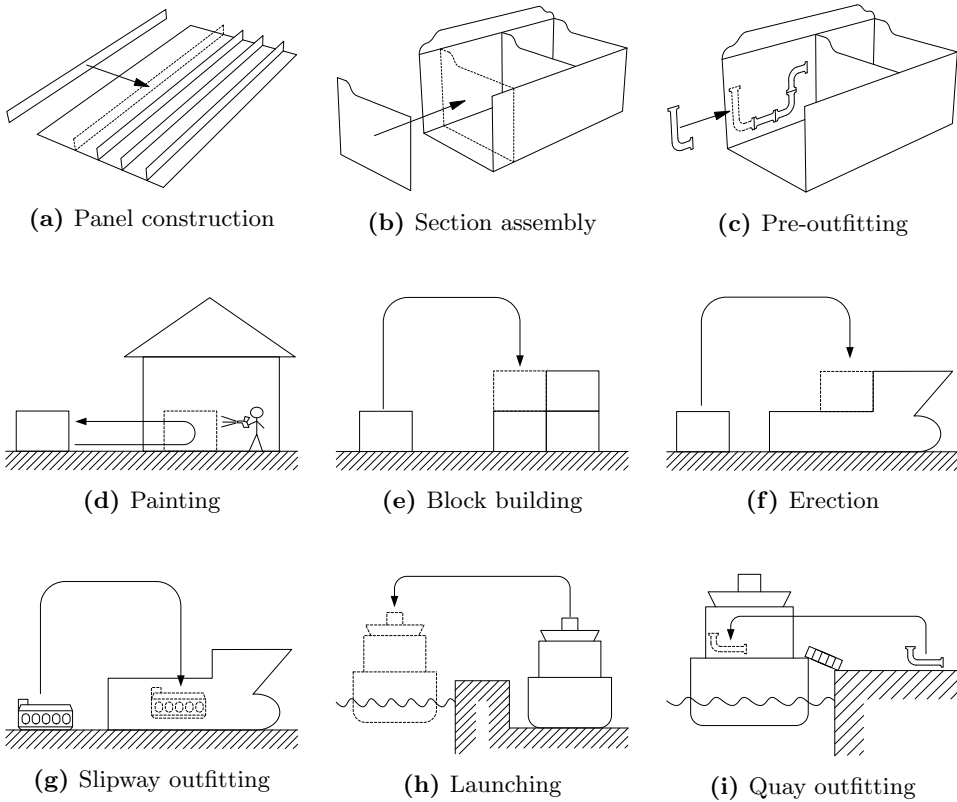 (a) Panel construction
(b) Section assembly
(c) Pre-outfitting
(d) Painting
(e) Block building
(f) Erection
(g) Slipway outfitting
(h) Launching
(i) Quay outfitting